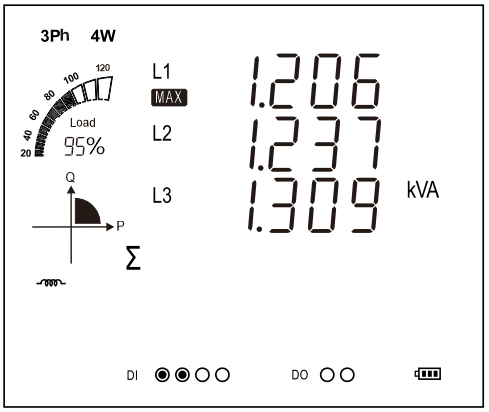 3Ph 4W
120
100
80
60
40
20
Load
95%
L1 1.206
MAX
L2 1.237
L3 1.309 kVA
Q
P
Σ
DI DO